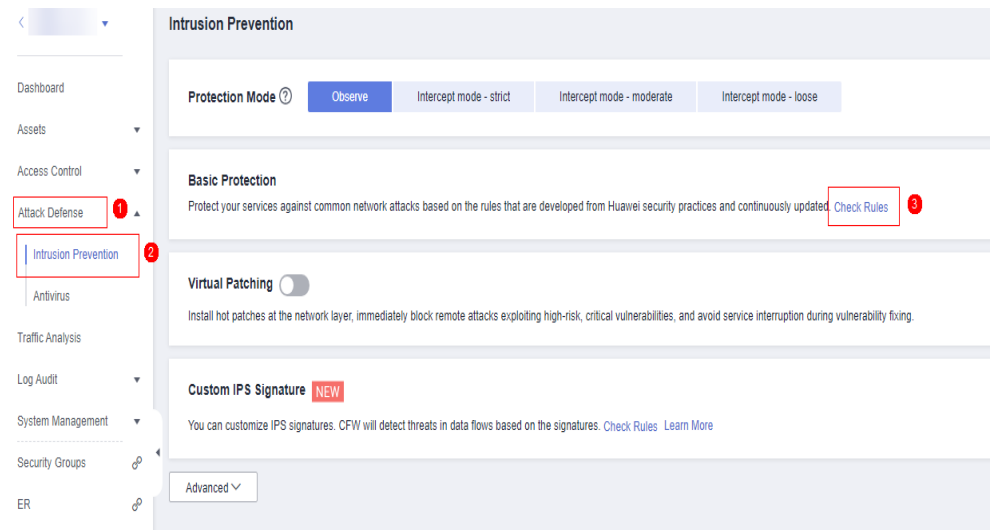 Intrusion Prevention
Dashboard
Assets
Access Control
Attack Defense 1
Intrusion Prevention 2
Antivirus
Traffic Analysis
Log Audit
System Management
Security Groups
ER
Protection Mode ?
Observe
Intercept mode - strict
Intercept mode - moderate
Intercept mode - loose
Basic Protection
Protect your services against common network attacks based on the rules that are developed from Huawei security practices and continuously updated. Check Rules 3
Virtual Patching
Install hot patches at the network layer, immediately block remote attacks exploiting high-risk, critical vulnerabilities, and avoid service interruption during vulnerability fixing.
Custom IPS Signature NEW
You can customize IPS signatures. CFW will detect threats in data flows based on the signatures. Check Rules Learn More
Advanced